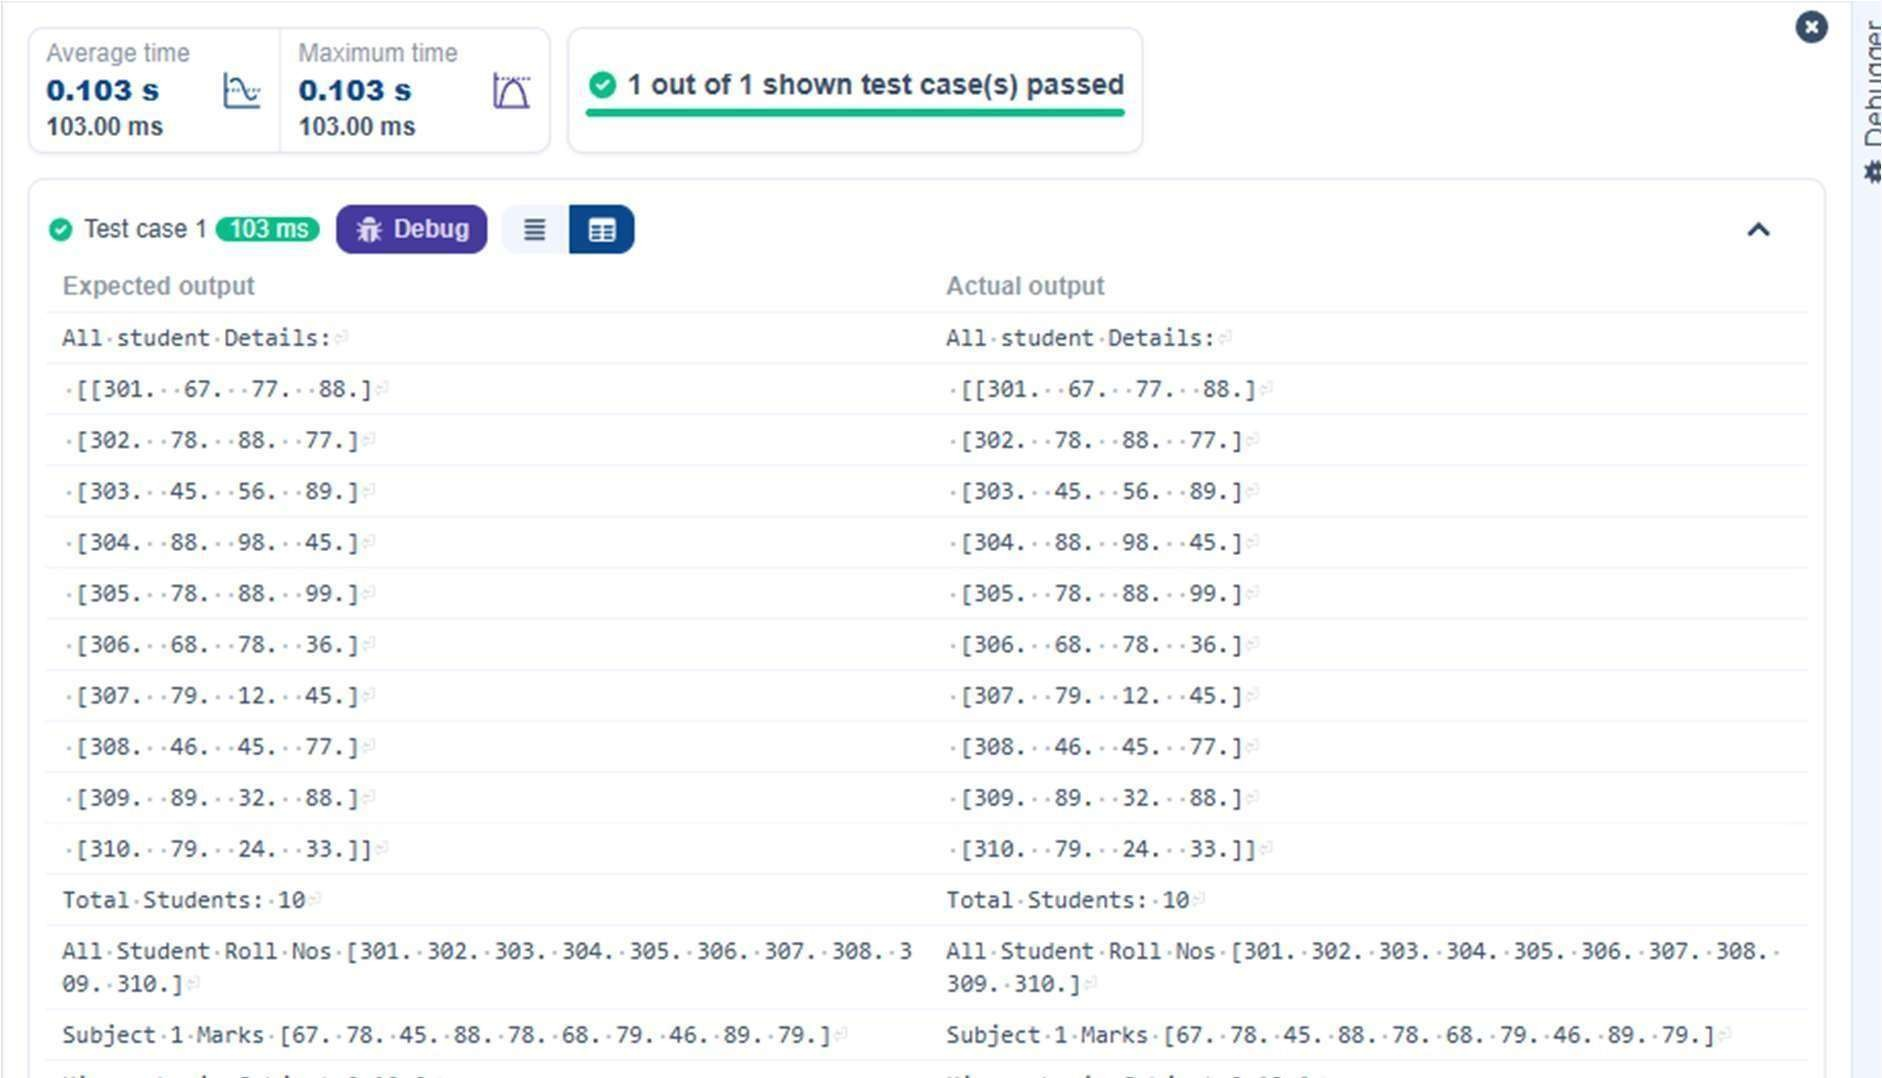 Average time
0.103 s
103.00 ms
Maximum time
0.103 s
103.00 ms
1 out of 1 shown test case(s) passed
Debugger
Test case 1 103 ms Debug
Expected output
Actual output
All·student·Details:
All·student·Details:
·[[301.···67.···77.···88.]
·[[301.···67.···77.···88.]
·[302.···78.···88.···77.]
·[302.···78.···88.···77.]
·[303.···45.···56.···89.]
·[303.···45.···56.···89.]
·[304.···88.···98.···45.]
·[304.···88.···98.···45.]
·[305.···78.···88.···99.]
·[305.···78.···88.···99.]
·[306.···68.···78.···36.]
·[306.···68.···78.···36.]
·[307.···79.···12.···45.]
·[307.···79.···12.···45.]
·[308.···46.···45.···77.]
·[308.···46.···45.···77.]
·[309.···89.···32.···88.]
·[309.···89.···32.···88.]
·[310.···79.···24.···33.]]
·[310.···79.···24.···33.]]
Total·Students:·10
Total·Students:·10
All·Student·Roll·Nos·[301.·302.·303.·304.·305.·306.·307.·308.·3
09.·310.]
All·Student·Roll·Nos·[301.·302.·303.·304.·305.·306.·307.·308.·
309.·310.]
Subject·1·Marks·[67.·78.·45.·88.·78.·68.·79.·46.·89.·79.]
Subject·1·Marks·[67.·78.·45.·88.·78.·68.·79.·46.·89.·79.]